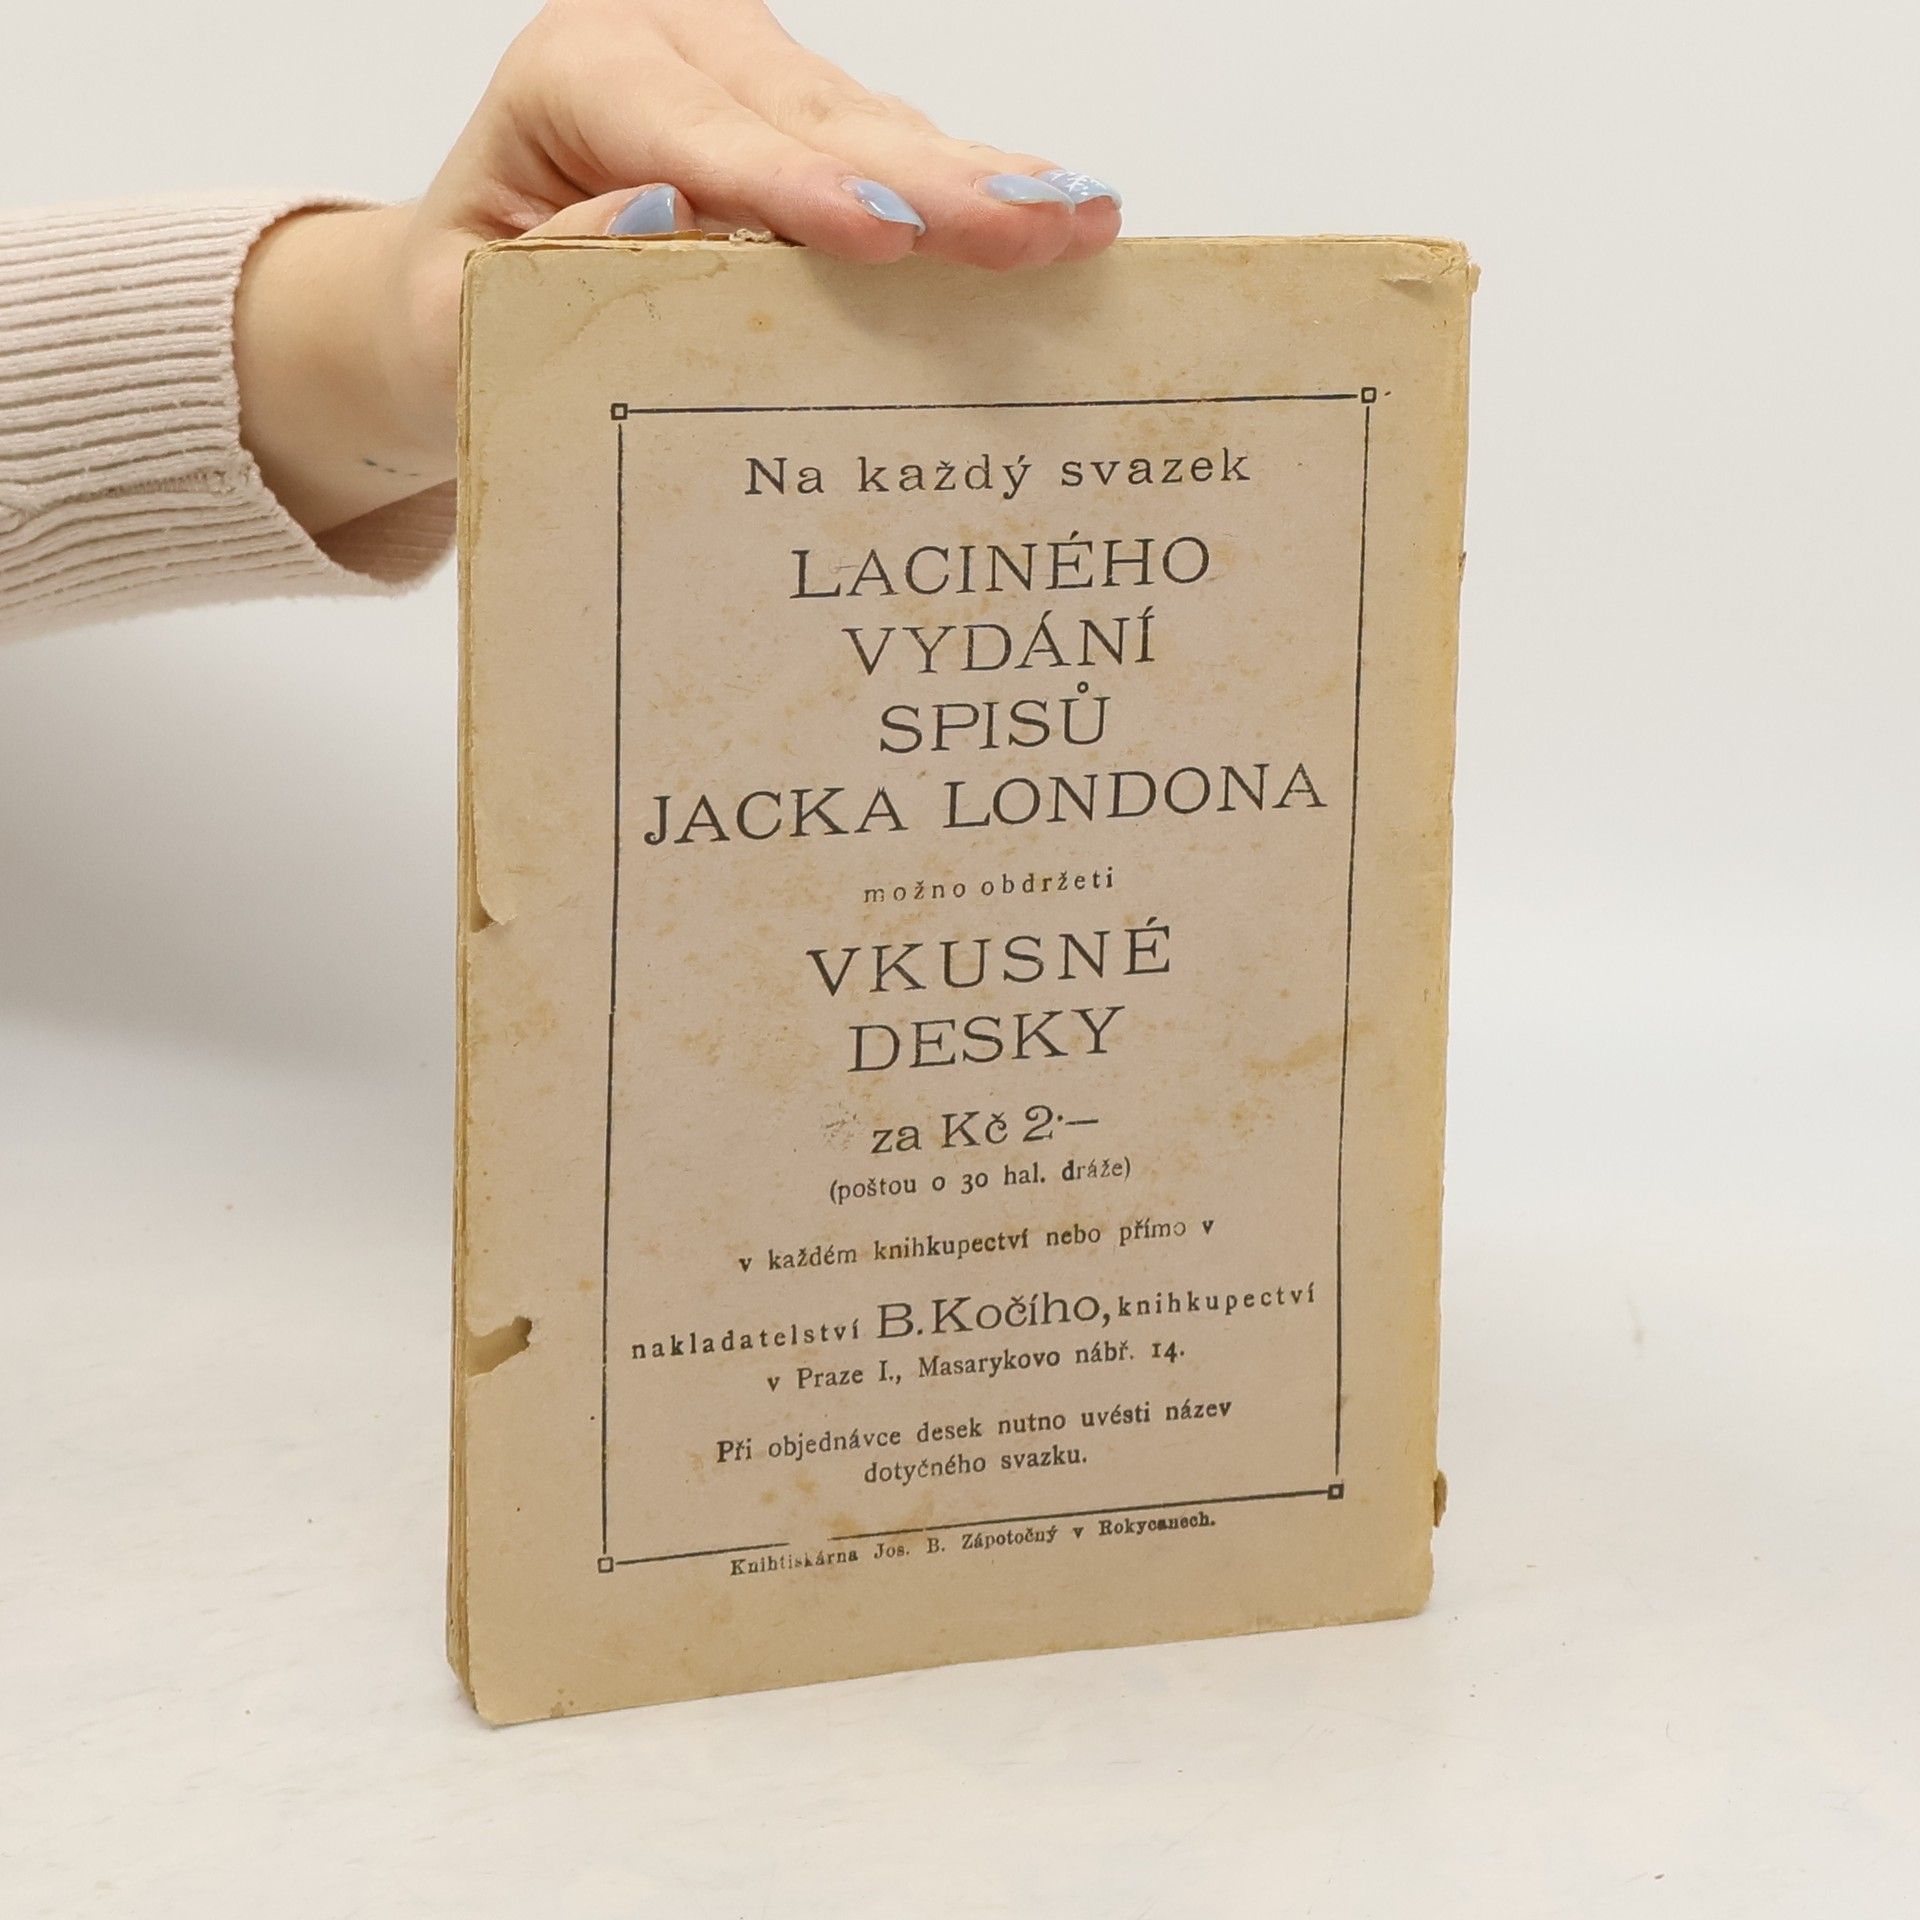 Na každý svazek
LACINÉHO
VYDÁNÍ
SPISŮ
JACKA LONDONA
možno obdržeti
VKUSNÉ
DESKY
za Kč 2·—
(poštou o 30 hal. dráže)
v každém knihkupectví nebo přímo v
nakladatelství B. Kočího, knihkupectví
v Praze I., Masarykovo nábř. 14.
Při objednávce desek nutno uvésti název
dotyčného svazku.
Knihtiskárna Jos. B. Zápotočný v Rokycanech.